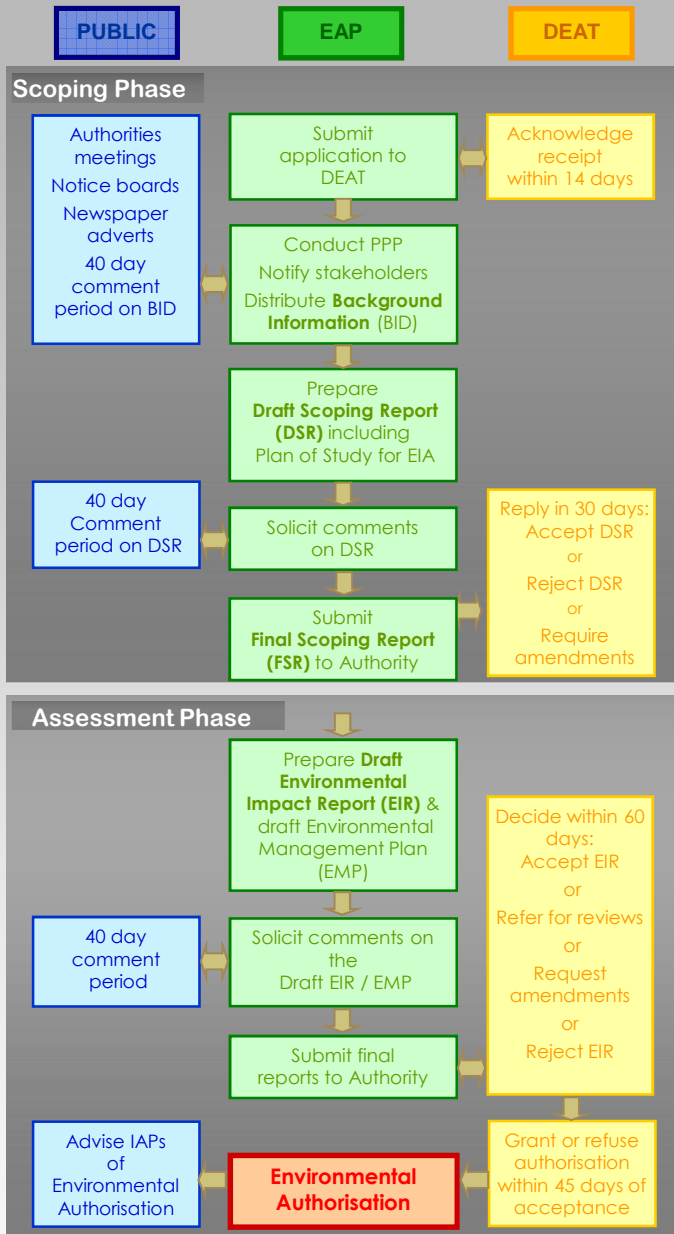 PUBLIC
EAP
DEAT
Scoping Phase
Authorities
meetings
Notice boards
Newspaper
adverts
40 day
comment
period on BID
Submit
application to
DEAT
Acknowledge
receipt
within 14 days
Conduct PPP
Notify stakeholders
Distribute Background
Information (BID)
Prepare
Draft Scoping Report
(DSR) including
Plan of Study for EIA
40 day
Comment
period on DSR
Solicit comments
on DSR
Reply in 30 days:
Accept DSR
or
Reject DSR
or
Require
amendments
Submit
Final Scoping Report
(FSR) to Authority
Assessment Phase
Prepare Draft
Environmental
Impact Report (EIR) &
draft Environmental
Management Plan
(EMP)
Decide within 60
days:
Accept EIR
or
Refer for reviews
or
Request
amendments
or
Reject EIR
40 day
comment
period
Solicit comments on
the
Draft EIR / EMP
Submit final
reports to Authority
Advise IAPs
of
Environmental
Authorisation
Environmental
Authorisation
Grant or refuse
authorisation
within 45 days of
acceptance